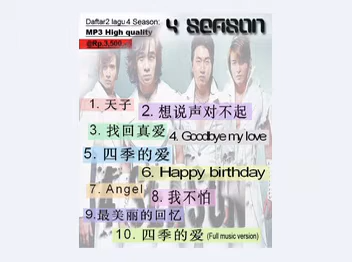 Daftar2 lagu 4 Season:
4 SEASON
MP3 High quality
@Rp 3,500
1. 天子
2. 想说声对不起
3. 找回真爱
4. Goodbye my love
5. 四季的爱
6. Happy birthday
7. Angel
8. 我不怕
9.最美丽的回忆
10. 四季的爱 (Full music version)